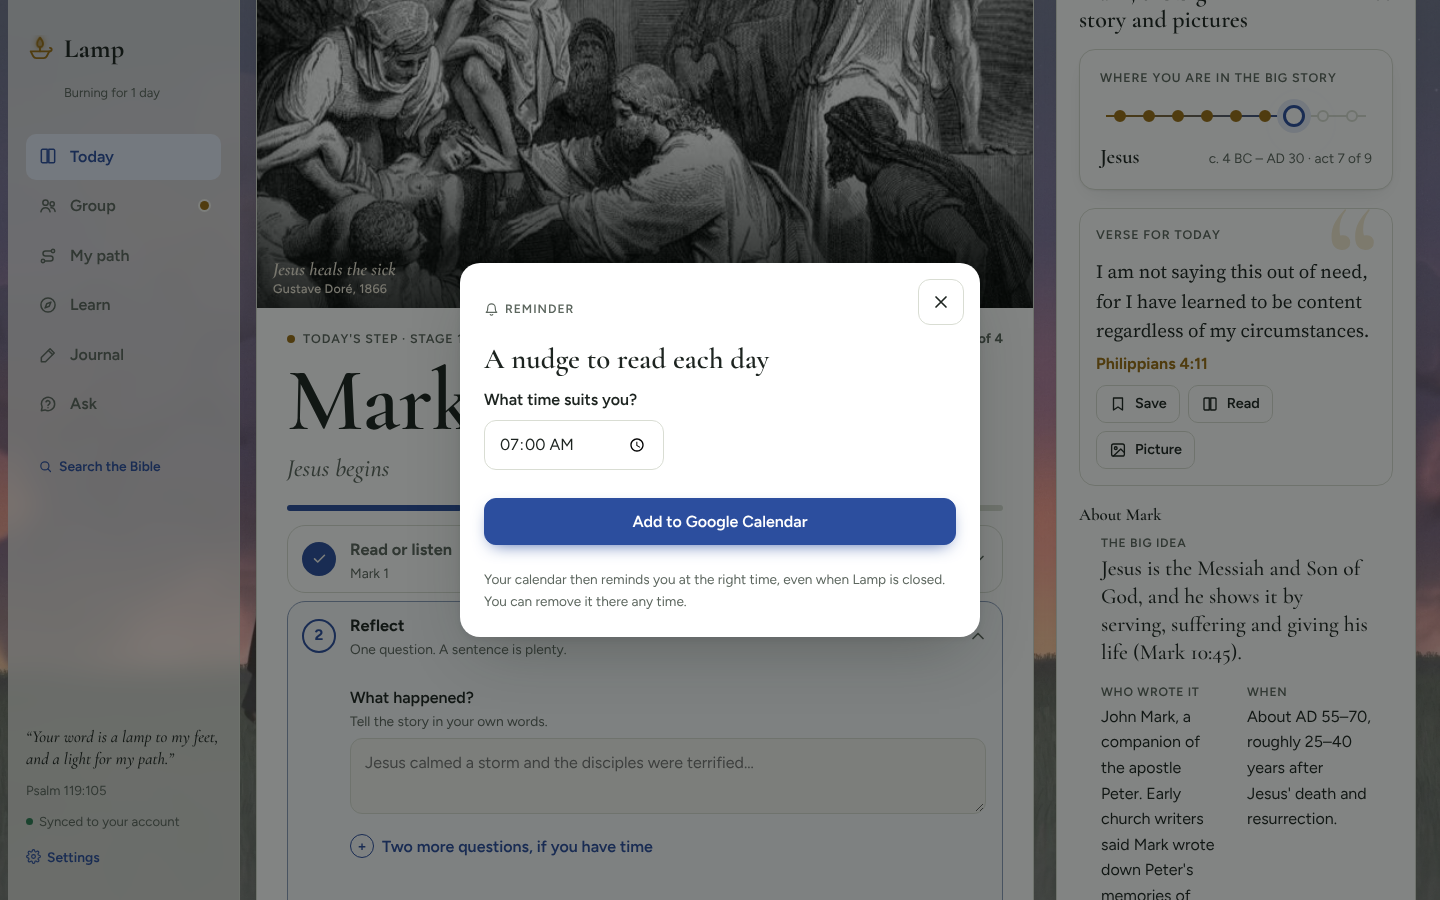 Lamp
Burning for 1 day
Today
Group
My path
Learn
Journal
Ask
Search the Bible
“Your word is a lamp to my feet,
and a light for my path.”
Psalm 119:105
Synced to your account
Settings
Jesus heals the sick
Gustave Doré, 1866
TODAY'S STEP · STAGE 1
of 4
Mark
Jesus begins
Read or listen
Mark 1
2
Reflect
One question. A sentence is plenty.
What happened?
Tell the story in your own words.
Jesus calmed a storm and the disciples were terrified...
Two more questions, if you have time
REMINDER
A nudge to read each day
What time suits you?
07:00 AM
Add to Google Calendar
Your calendar then reminds you at the right time, even when Lamp is closed.
You can remove it there any time.
story and pictures
WHERE YOU ARE IN THE BIG STORY
Jesus
c. 4 BC – AD 30 · act 7 of 9
VERSE FOR TODAY
I am not saying this out of need,
for I have learned to be content
regardless of my circumstances.
Philippians 4:11
Save
Read
Picture
About Mark
THE BIG IDEA
Jesus is the Messiah and Son of
God, and he shows it by
serving, suffering and giving his
life (Mark 10:45).
WHO WROTE IT
John Mark, a
companion of
the apostle
Peter. Early
church writers
said Mark wrote
down Peter's
memories of
WHEN
About AD 55–70,
roughly 25–40
years after
Jesus' death and
resurrection.